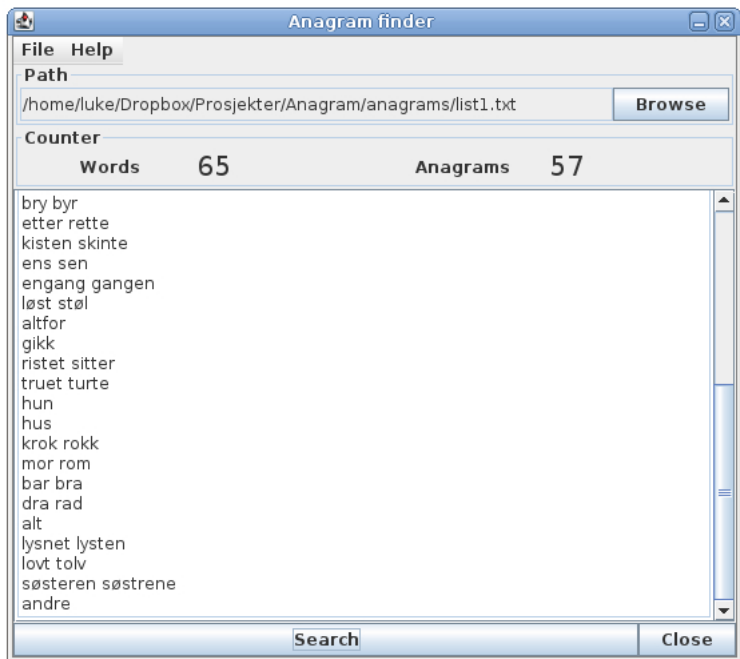 Anagram finder
File Help
Path
/home/luke/Dropbox/Prosjekter/Anagram/anagrams/list1.txt Browse
Counter
Words 65 Anagrams 57
bry byr
etter rette
kisten skinte
ens sen
engang gangen
løst støl
altfor
gikk
ristet sitter
truet turte
hun
hus
krok rokk
mor rom
bar bra
dra rad
alt
lysnet lysten
lovt tolv
søsteren søstrene
andre
Search Close